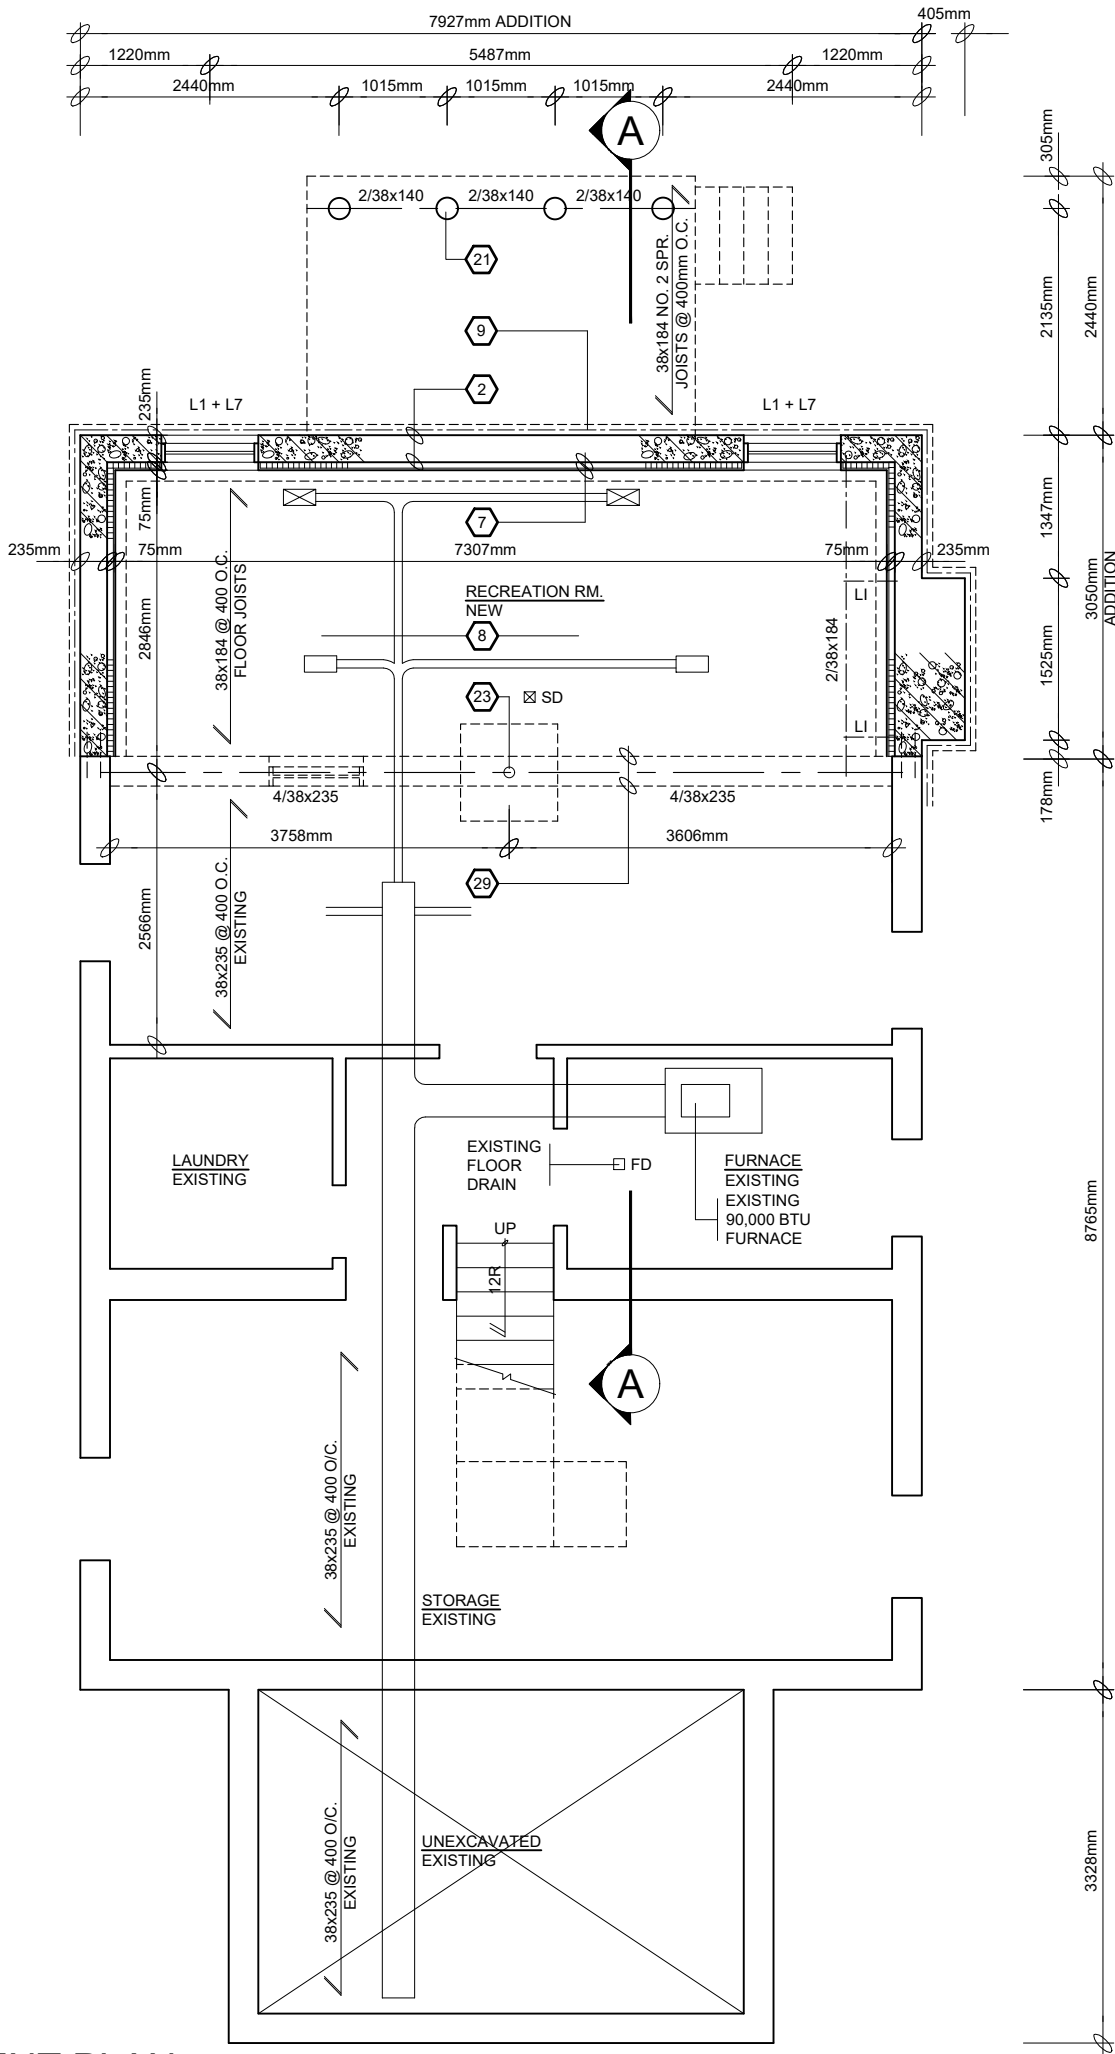 7927mm ADDITION
405mm
1220mm
5487mm
1220mm
2440mm
1015mm
1015mm
1015mm
2440mm
A
305mm
2/38x140
2/38x140
2/38x140
21
38x184 NO. 2 SPR.
JOISTS @ 400mm O.C.
2135mm
2440mm
9
2
235mm
L1 + L7
L1 + L7
75mm
7
1347mm
235mm
75mm
7307mm
75mm
235mm
3050mm
ADDITION
38x184 @ 400 O.C.
FLOOR JOISTS
RECREATION RM.
NEW
LI
2846mm
8
2/38x184
1525mm
23
SD
LI
178mm
4/38x235
4/38x235
3758mm
3606mm
29
38x235 @ 400 O.C.
EXISTING
2566mm
LAUNDRY
EXISTING
EXISTING
FLOOR
DRAIN
FD
FURNACE
EXISTING
EXISTING
90,000 BTU
FURNACE
8765mm
UP
12R
A
38x235 @ 400 O/C.
EXISTING
STORAGE
EXISTING
38x235 @ 400 O/C.
EXISTING
UNEXCAVATED
EXISTING
3328mm